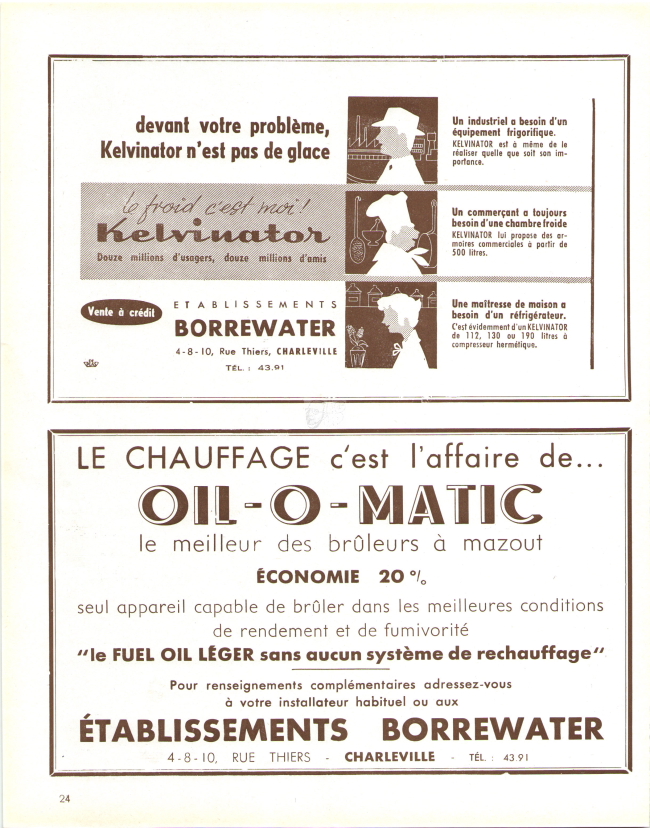 devant votre problème,
Kelvinator n'est pas de glace
le froid c'est moi!
Kelvinator
Douze millions d'usagers, douze millions d'amis
Vente à crédit
ETABLISSEMENTS
BORREWATER
4-8-10, Rue Thiers, CHARLEVILLE
TÉL. : 43.91
Un industriel a besoin d'un
équipement frigorifique.
KELVINATOR est à même de le
réaliser quelle que soit son im-
portance.
Un commerçant a toujours
besoin d'une chambre froide
KELVINATOR lui propose des ar-
moires commerciales à partir de
500 litres.
Une maîtresse de maison a
besoin d'un réfrigérateur.
C'est évidemment d'un KELVINATOR
de 112, 130 ou 190 litres à
compresseur hermétique.
LE CHAUFFAGE c'est l'affaire de...
OIL-O-MATIC
le meilleur des brûleurs à mazout
ÉCONOMIE 20 %
seul appareil capable de brûler dans les meilleures conditions
de rendement et de fumivorité
"le FUEL OIL LÉGER sans aucun système de rechauffage"
Pour renseignements complémentaires adressez-vous
à votre installateur habituel ou aux
ÉTABLISSEMENTS BORREWATER
4-8-10, RUE THIERS - CHARLEVILLE - TÉL. : 43.91
24